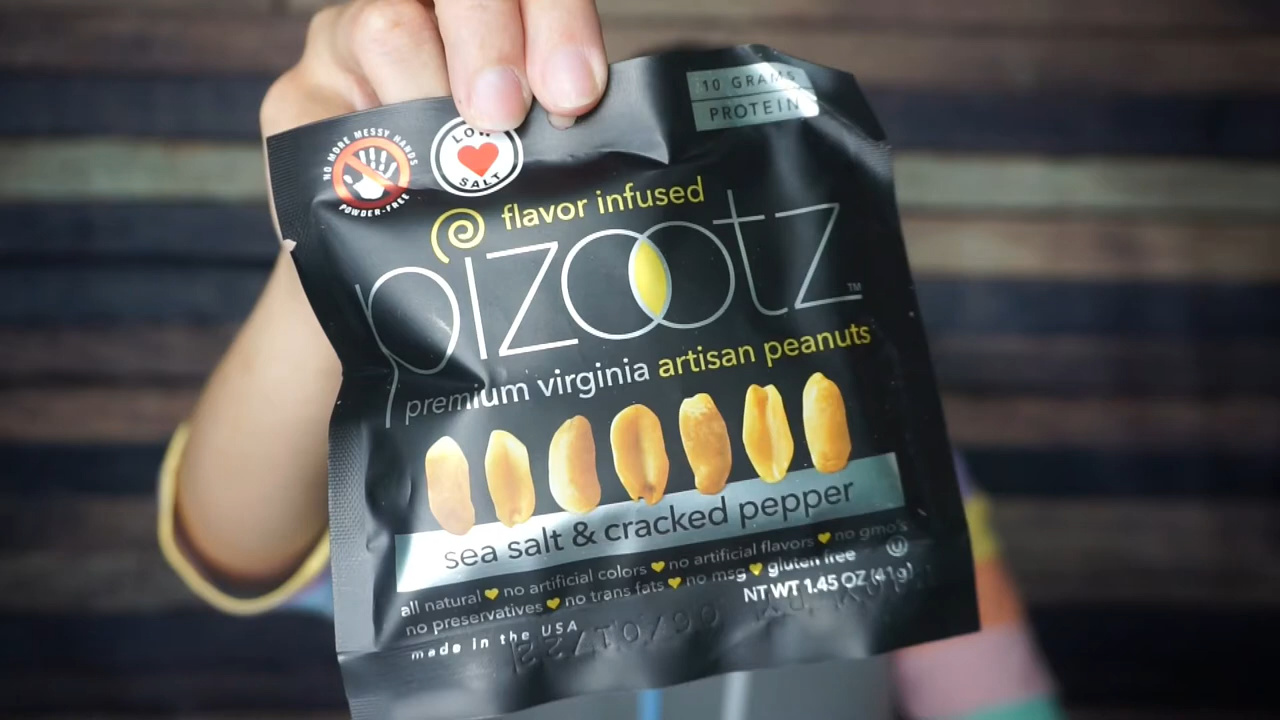 NO MORE MESSY HANDS
POWDER-FREE
LOW
SALT
10 GRAMS
PROTEIN
flavor infused
pizootz™
premium virginia artisan peanuts
sea salt & cracked pepper
all natural 💛 no artificial colors 💛 no artificial flavors 💛 no gmo's
no preservatives 💛 no trans fats 💛 no msg 💛 gluten free
U
NT WT 1.45 OZ (41g)
made in the USA